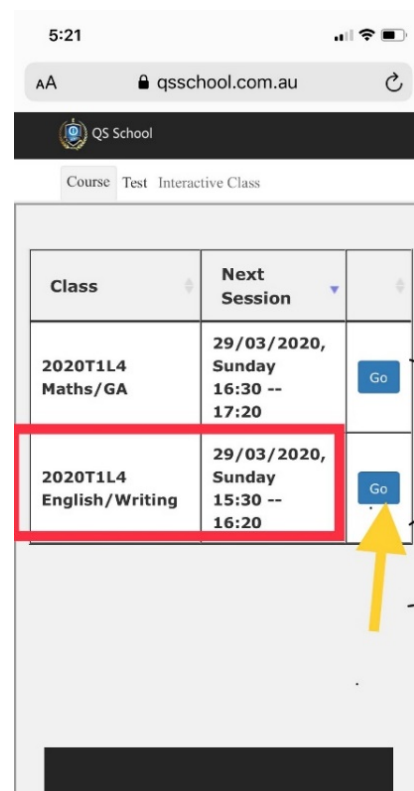 5:21
AA qsschool.com.au
QS School
Course Test Interactive Class
Class
Next
Session
2020T1L4
Maths/GA
29/03/2020,
Sunday
16:30 --
17:20
Go
2020T1L4
English/Writing
29/03/2020,
Sunday
15:30 --
16:20
Go